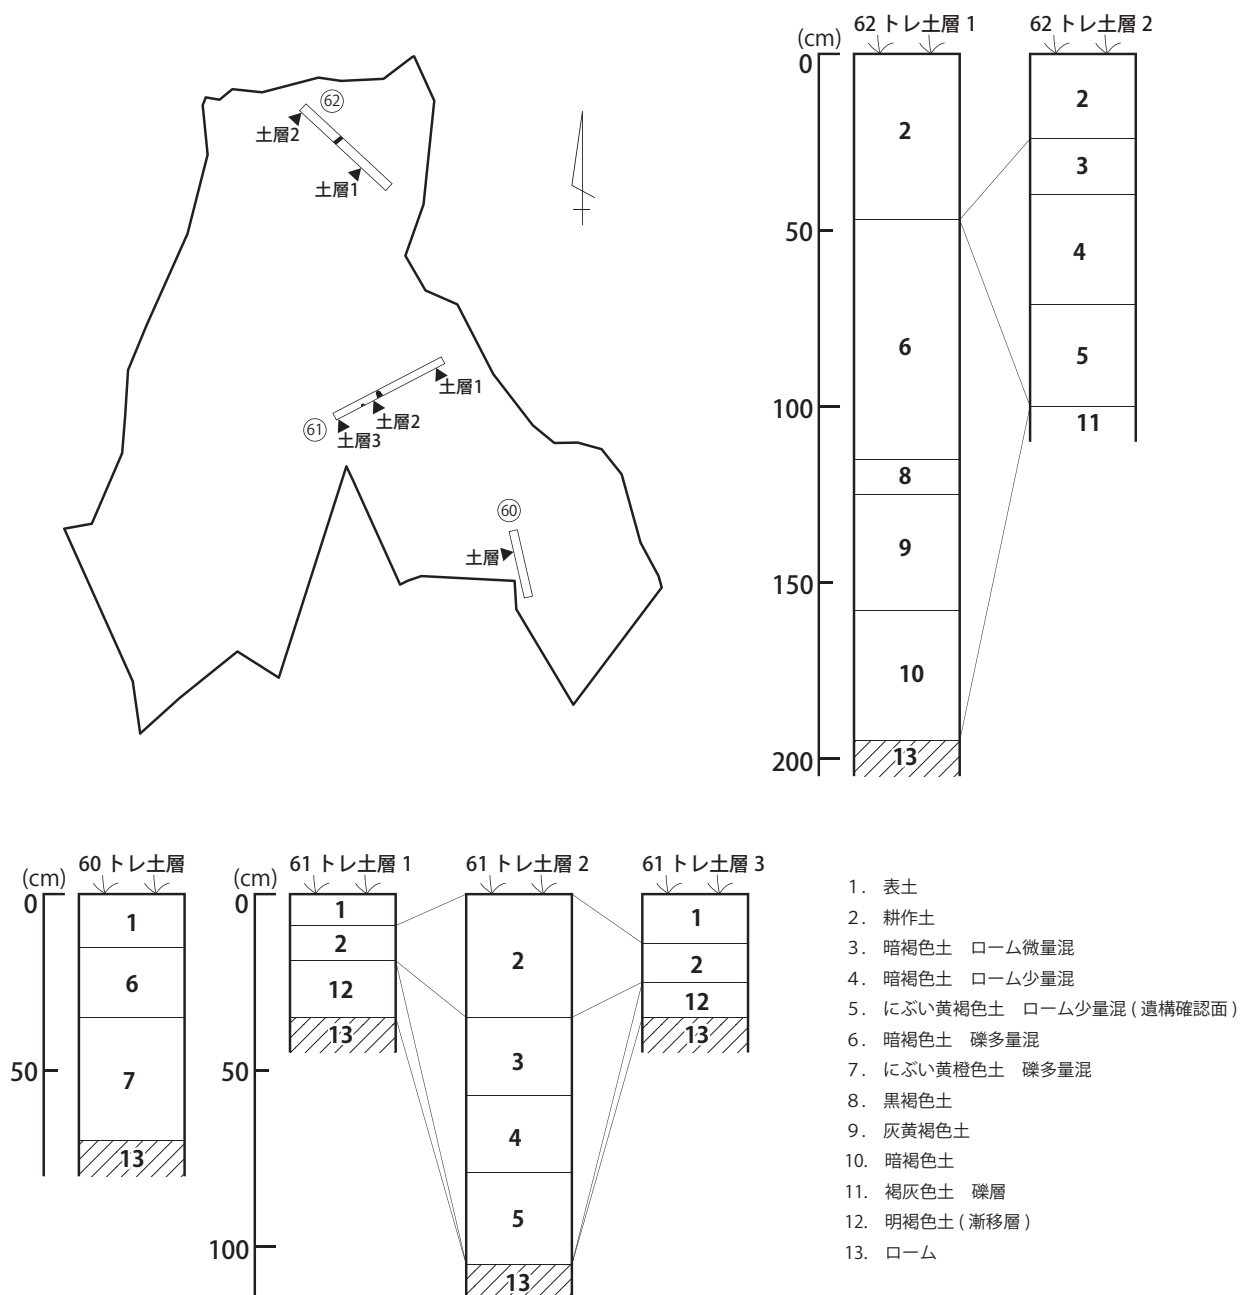 62
土層2
土層1
土層1
土層2
61
土層3
60
土層
62 トレ土層 1
62 トレ土層 2
(cm)
0
50
100
150
200
2
6
8
9
10
13
2
3
4
5
11
60 トレ土層
(cm)
0
50
1
6
7
13
61 トレ土層 1
61 トレ土層 2
61 トレ土層 3
(cm)
0
50
100
1
2
12
13
2
3
4
5
13
1
2
12
13
1. 表土
2. 耕作土
3. 暗褐色土　ローム微量混
4. 暗褐色土　ローム少量混
5. にぶい黄褐色土　ローム少量混 ( 遺構確認面 )
6. 暗褐色土　礫多量混
7. にぶい黄橙色土　礫多量混
8. 黒褐色土
9. 灰黄褐色土
10. 暗褐色土
11. 褐灰色土　礫層
12. 明褐色土 ( 漸移層 )
13. ローム